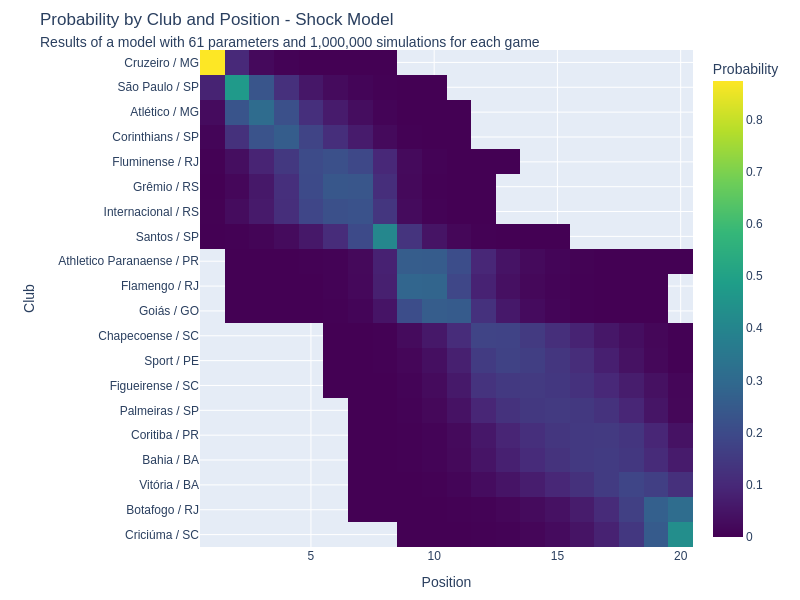 Probability by Club and Position - Shock Model
Results of a model with 61 parameters and 1,000,000 simulations for each game
Probability
Cruzeiro / MG
São Paulo / SP
Atlético / MG
Corinthians / SP
Fluminense / RJ
Grêmio / RS
Internacional / RS
Santos / SP
Athletico Paranaense / PR
Flamengo / RJ
Goiás / GO
Chapecoense / SC
Sport / PE
Figueirense / SC
Palmeiras / SP
Coritiba / PR
Bahia / BA
Vitória / BA
Botafogo / RJ
Criciúma / SC
Club
5 10 15 20
Position
0.8
0.7
0.6
0.5
0.4
0.3
0.2
0.1
0